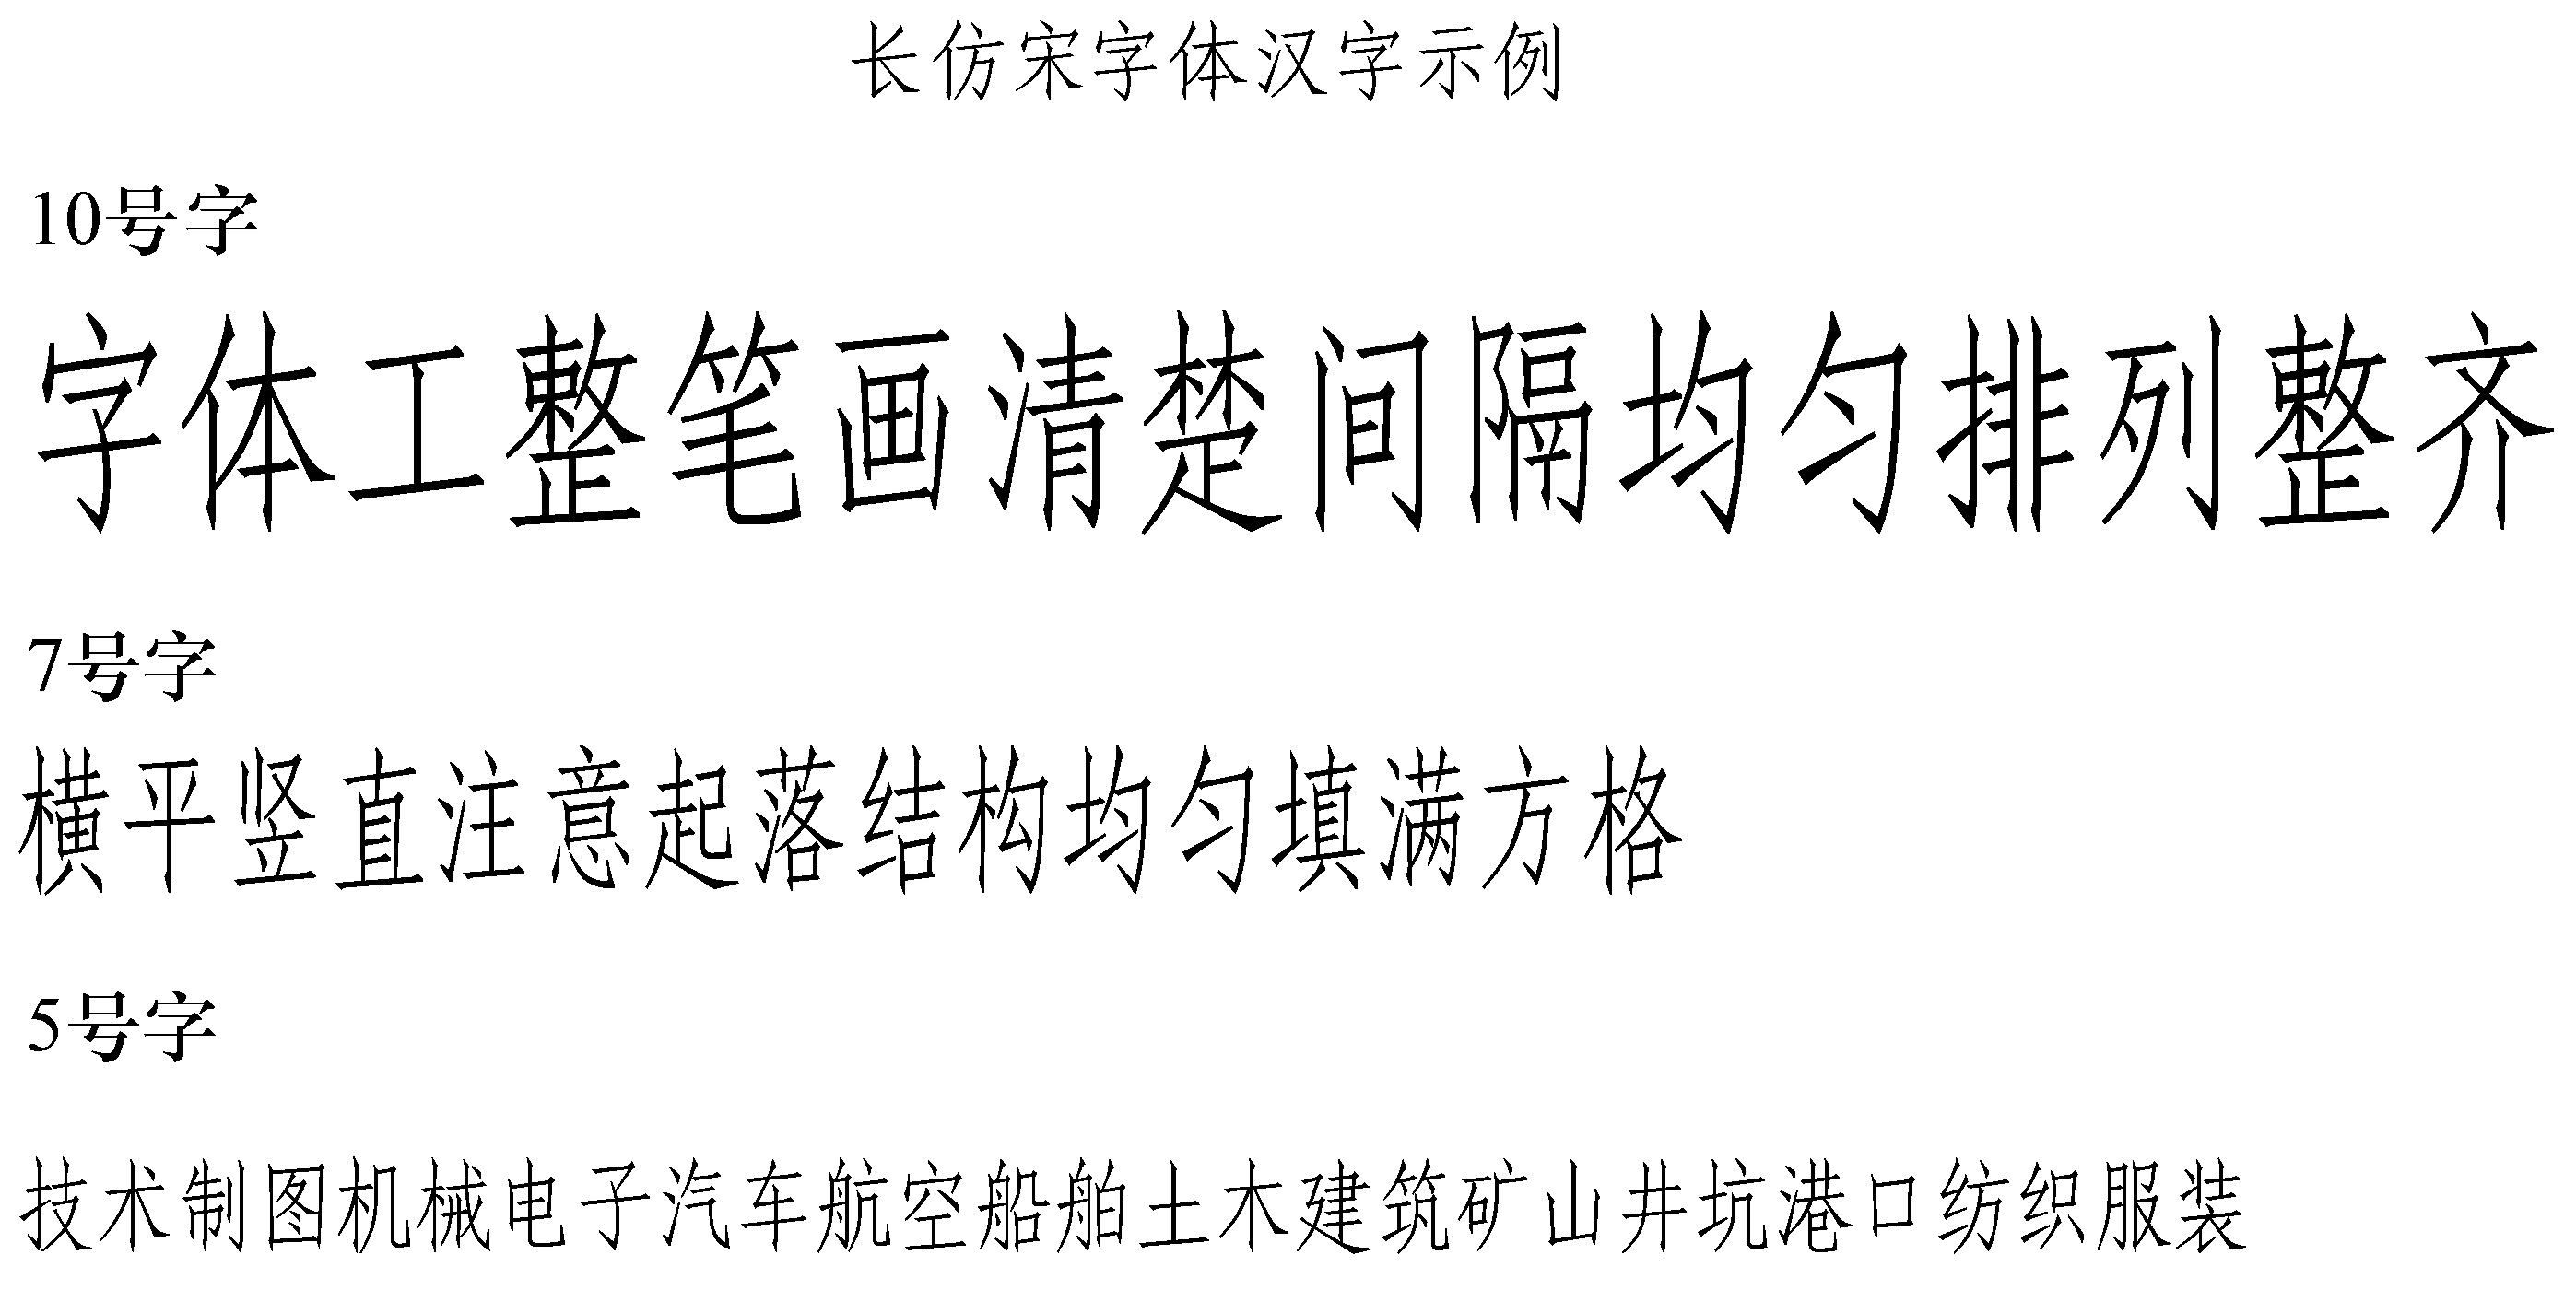 长仿宋字体汉字示例
10号字
字体工整笔画清楚间隔均匀排列整齐
7号字
横平竖直注意起落结构均匀填满方格
5号字
技术制图机械电子汽车航空船舶土木建筑矿山井坑港口纺织服装